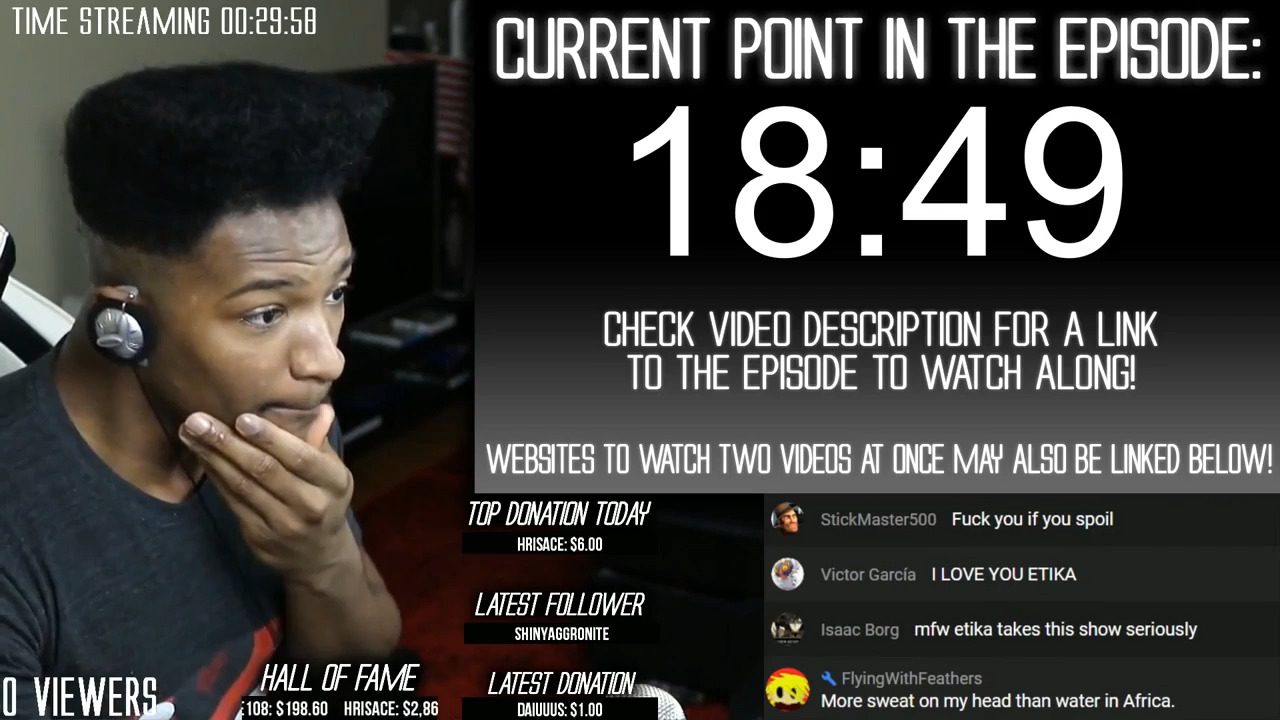 TIME STREAMING 00:29:58
CURRENT POINT IN THE EPISODE:
18:49
CHECK VIDEO DESCRIPTION FOR A LINK
TO THE EPISODE TO WATCH ALONG!
WEBSITES TO WATCH TWO VIDEOS AT ONCE MAY ALSO BE LINKED BELOW!
TOP DONATION TODAY
HRISACE: $6.00
LATEST FOLLOWER
SHINYAGGRONITE
LATEST DONATION
DAIUUUS: $1.00
HALL OF FAME
E108: $198.60 HRISACE: $2,86
0 VIEWERS
StickMaster500 Fuck you if you spoil
Victor García I LOVE YOU ETIKA
Isaac Borg mfw etika takes this show seriously
FlyingWithFeathers
More sweat on my head than water in Africa.